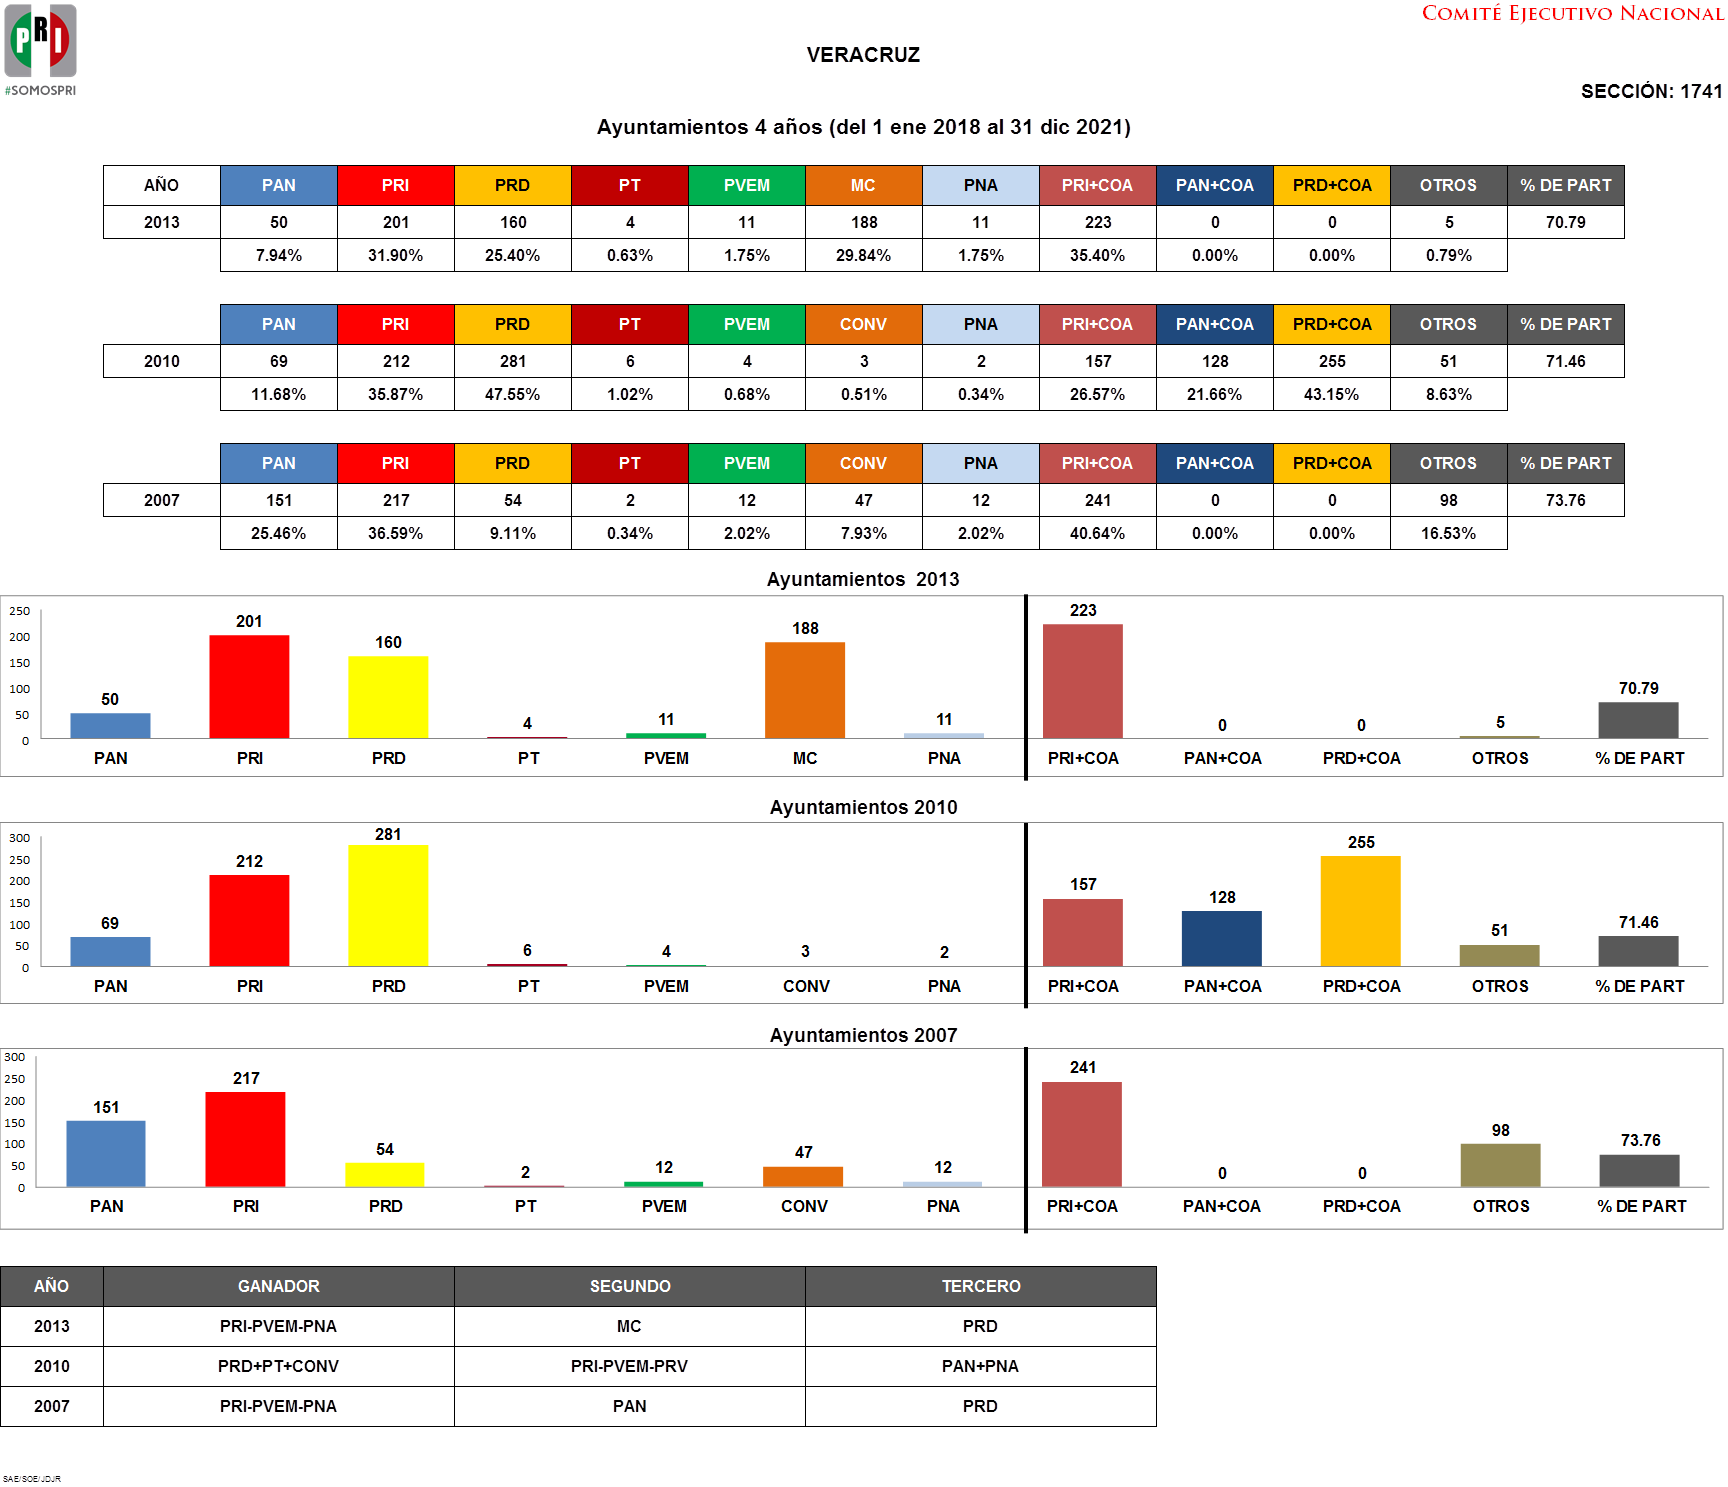 PRI
#SOMOSPRI
COMITÉ EJECUTIVO NACIONAL
VERACRUZ
SECCIÓN: 1741
Ayuntamientos 4 años (del 1 ene 2018 al 31 dic 2021)
AÑO PAN PRI PRD PT PVEM MC PNA PRI+COA PAN+COA PRD+COA OTROS % DE PART
2013 50 201 160 4 11 188 11 223 0 0 5 70.79
7.94% 31.90% 25.40% 0.63% 1.75% 29.84% 1.75% 35.40% 0.00% 0.00% 0.79%
PAN PRI PRD PT PVEM CONV PNA PRI+COA PAN+COA PRD+COA OTROS % DE PART
2010 69 212 281 6 4 3 2 157 128 255 51 71.46
11.68% 35.87% 47.55% 1.02% 0.68% 0.51% 0.34% 26.57% 21.66% 43.15% 8.63%
PAN PRI PRD PT PVEM CONV PNA PRI+COA PAN+COA PRD+COA OTROS % DE PART
2007 151 217 54 2 12 47 12 241 0 0 98 73.76
25.46% 36.59% 9.11% 0.34% 2.02% 7.93% 2.02% 40.64% 0.00% 0.00% 16.53%
Ayuntamientos 2013
250
200
150
100
50
0
50 201 160 4 11 188 11 223 0 0 5 70.79
PAN PRI PRD PT PVEM MC PNA PRI+COA PAN+COA PRD+COA OTROS % DE PART
Ayuntamientos 2010
300
250
200
150
100
50
0
69 212 281 6 4 3 2 157 128 255 51 71.46
PAN PRI PRD PT PVEM CONV PNA PRI+COA PAN+COA PRD+COA OTROS % DE PART
Ayuntamientos 2007
300
250
200
150
100
50
0
151 217 54 2 12 47 12 241 0 0 98 73.76
PAN PRI PRD PT PVEM CONV PNA PRI+COA PAN+COA PRD+COA OTROS % DE PART
AÑO GANADOR SEGUNDO TERCERO
2013 PRI-PVEM-PNA MC PRD
2010 PRD+PT+CONV PRI-PVEM-PRV PAN+PNA
2007 PRI-PVEM-PNA PAN PRD
SAE/SOE/JDJR